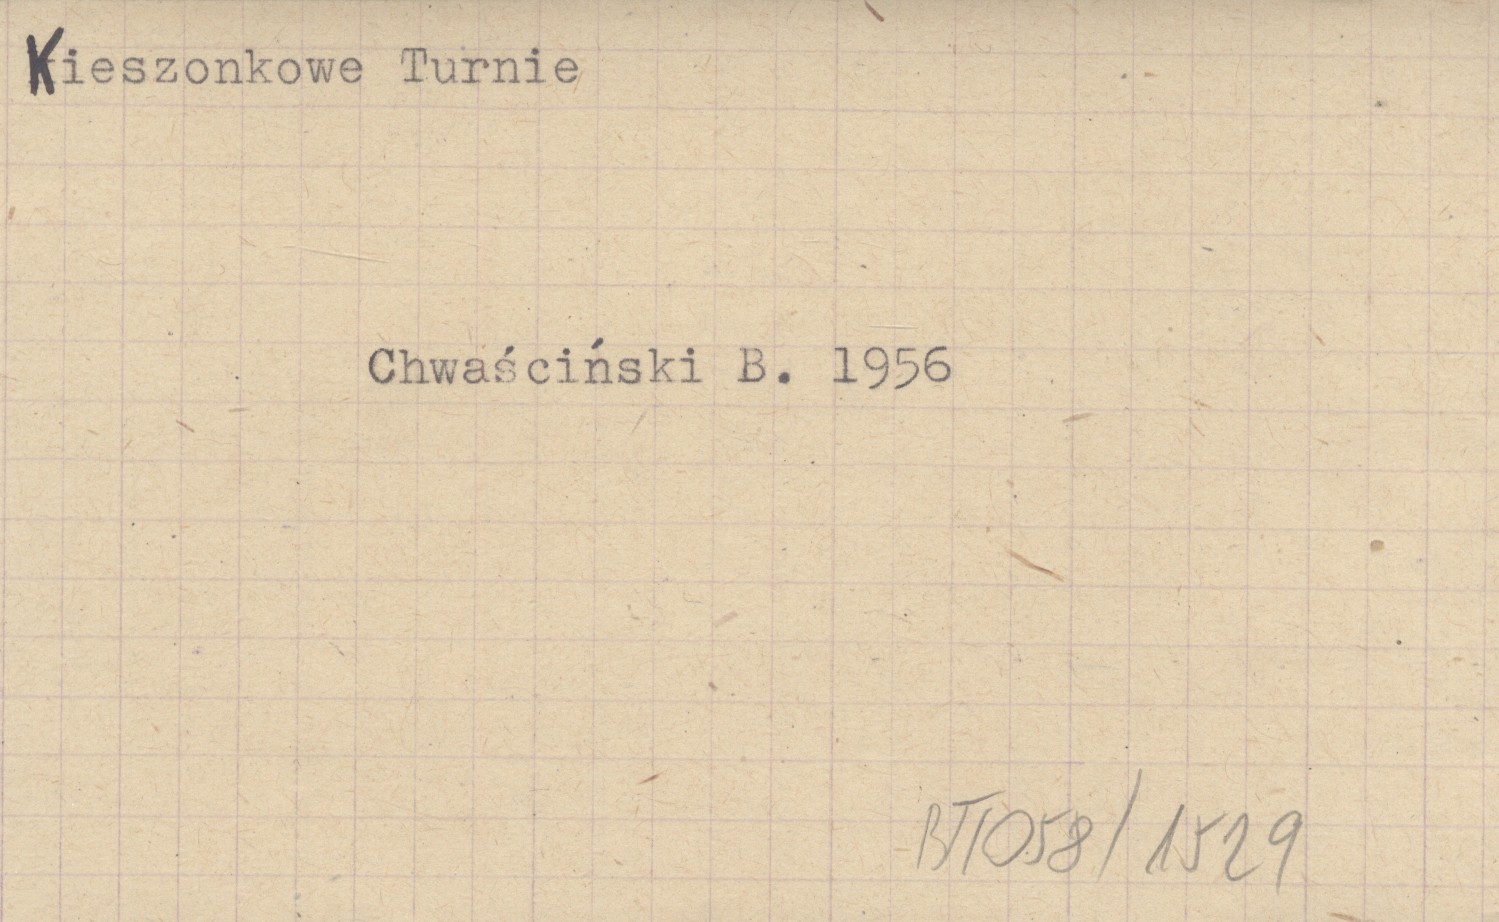 Kieszonkowe Turnie
Chwaściński B. 1956
BT1058/1529